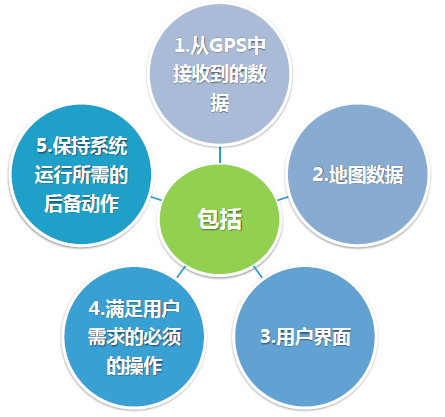 1.从GPS中
接收到的数
据
2.地图数据
3.用户界面
4.满足用户
需求的必须
的操作
5.保持系统
运行所需的
后备动作
包括